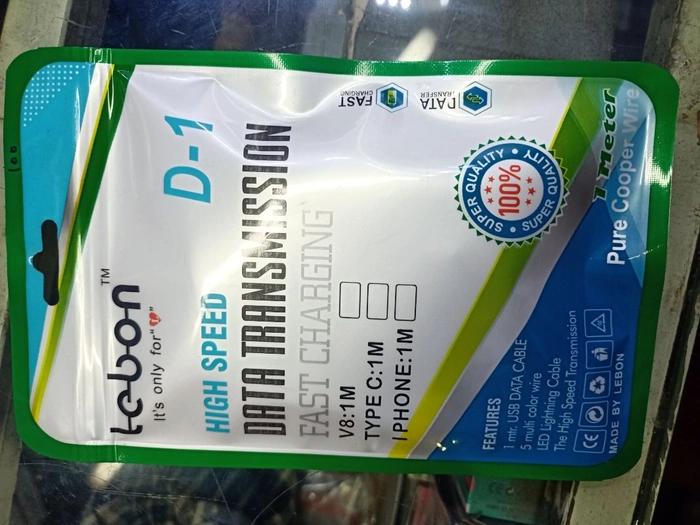 Lebon™
It's only for" "
D-1
HIGH SPEED
DATA TRANSMISSION
FAST CHARGING
V8:1M
TYPE C:1M
IPHONE:1M
FAST
CHARGING
DATA
TRANSFER
SUPER QUALITY
100%
SUPER QUALITY
1 Meter
Pure Cooper Wire
FEATURES
1 mtr. USB DATA CABLE
5 multi color wire
LED Lightning Cable
The High Speed Transmission
CE
MADE BY LEBON